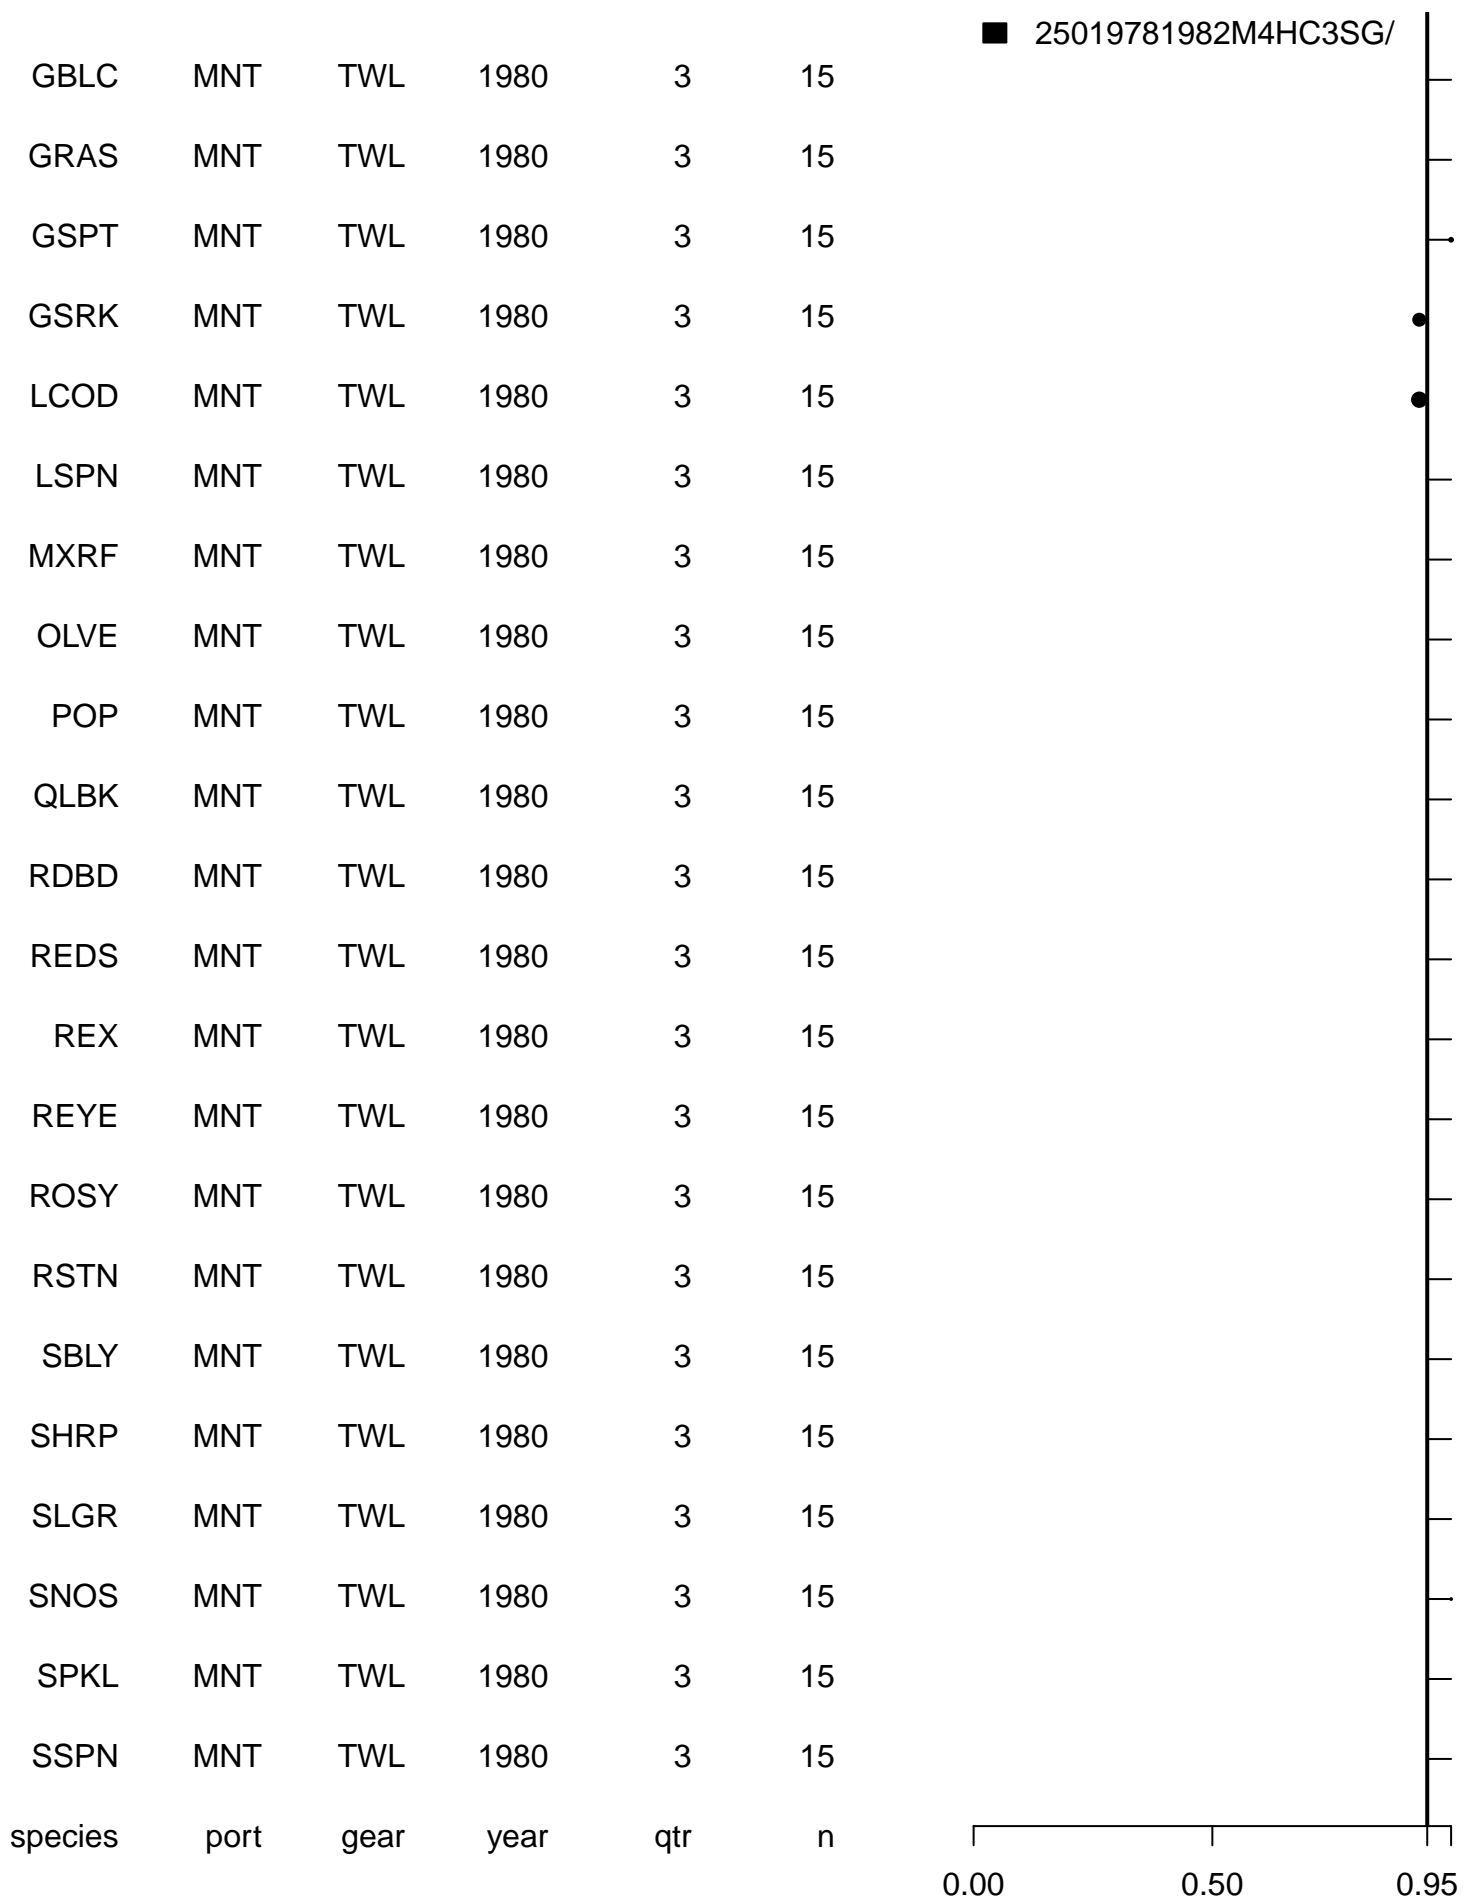 25019781982M4HC3SG/
GBLC MNT TWL 1980 3 15
GRAS MNT TWL 1980 3 15
GSPT MNT TWL 1980 3 15
GSRK MNT TWL 1980 3 15
LCOD MNT TWL 1980 3 15
LSPN MNT TWL 1980 3 15
MXRF MNT TWL 1980 3 15
OLVE MNT TWL 1980 3 15
POP MNT TWL 1980 3 15
QLBK MNT TWL 1980 3 15
RDBD MNT TWL 1980 3 15
REDS MNT TWL 1980 3 15
REX MNT TWL 1980 3 15
REYE MNT TWL 1980 3 15
ROSY MNT TWL 1980 3 15
RSTN MNT TWL 1980 3 15
SBLY MNT TWL 1980 3 15
SHRP MNT TWL 1980 3 15
SLGR MNT TWL 1980 3 15
SNOS MNT TWL 1980 3 15
SPKL MNT TWL 1980 3 15
SSPN MNT TWL 1980 3 15
species port gear year qtr n
0.00 0.50 0.95